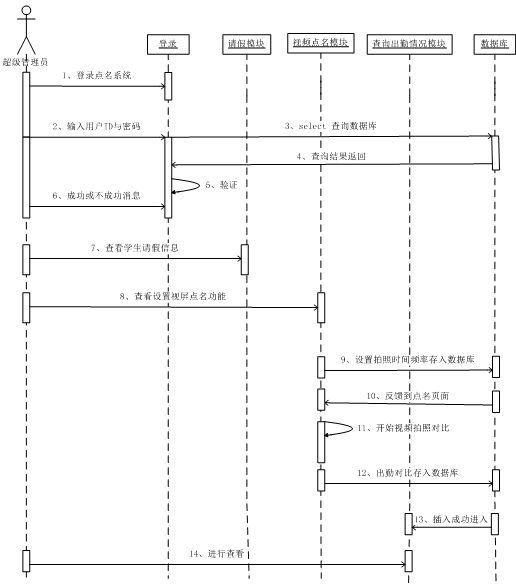 登录
请假模块
视频点名模块
查询出勤情况模块
数据库
超级管理员
1、登录点名系统
2、输入用户ID与密码
3、select 查询数据库
4、查询结果返回
5、验证
6、成功或不成功消息
7、查看学生请假信息
8、查看设置视屏点名功能
9、设置拍照时间频率存入数据库
10、反馈到点名页面
11、开始视频拍照对比
12、出勤对比存入数据库
13、插入成功进入
14、进行查看